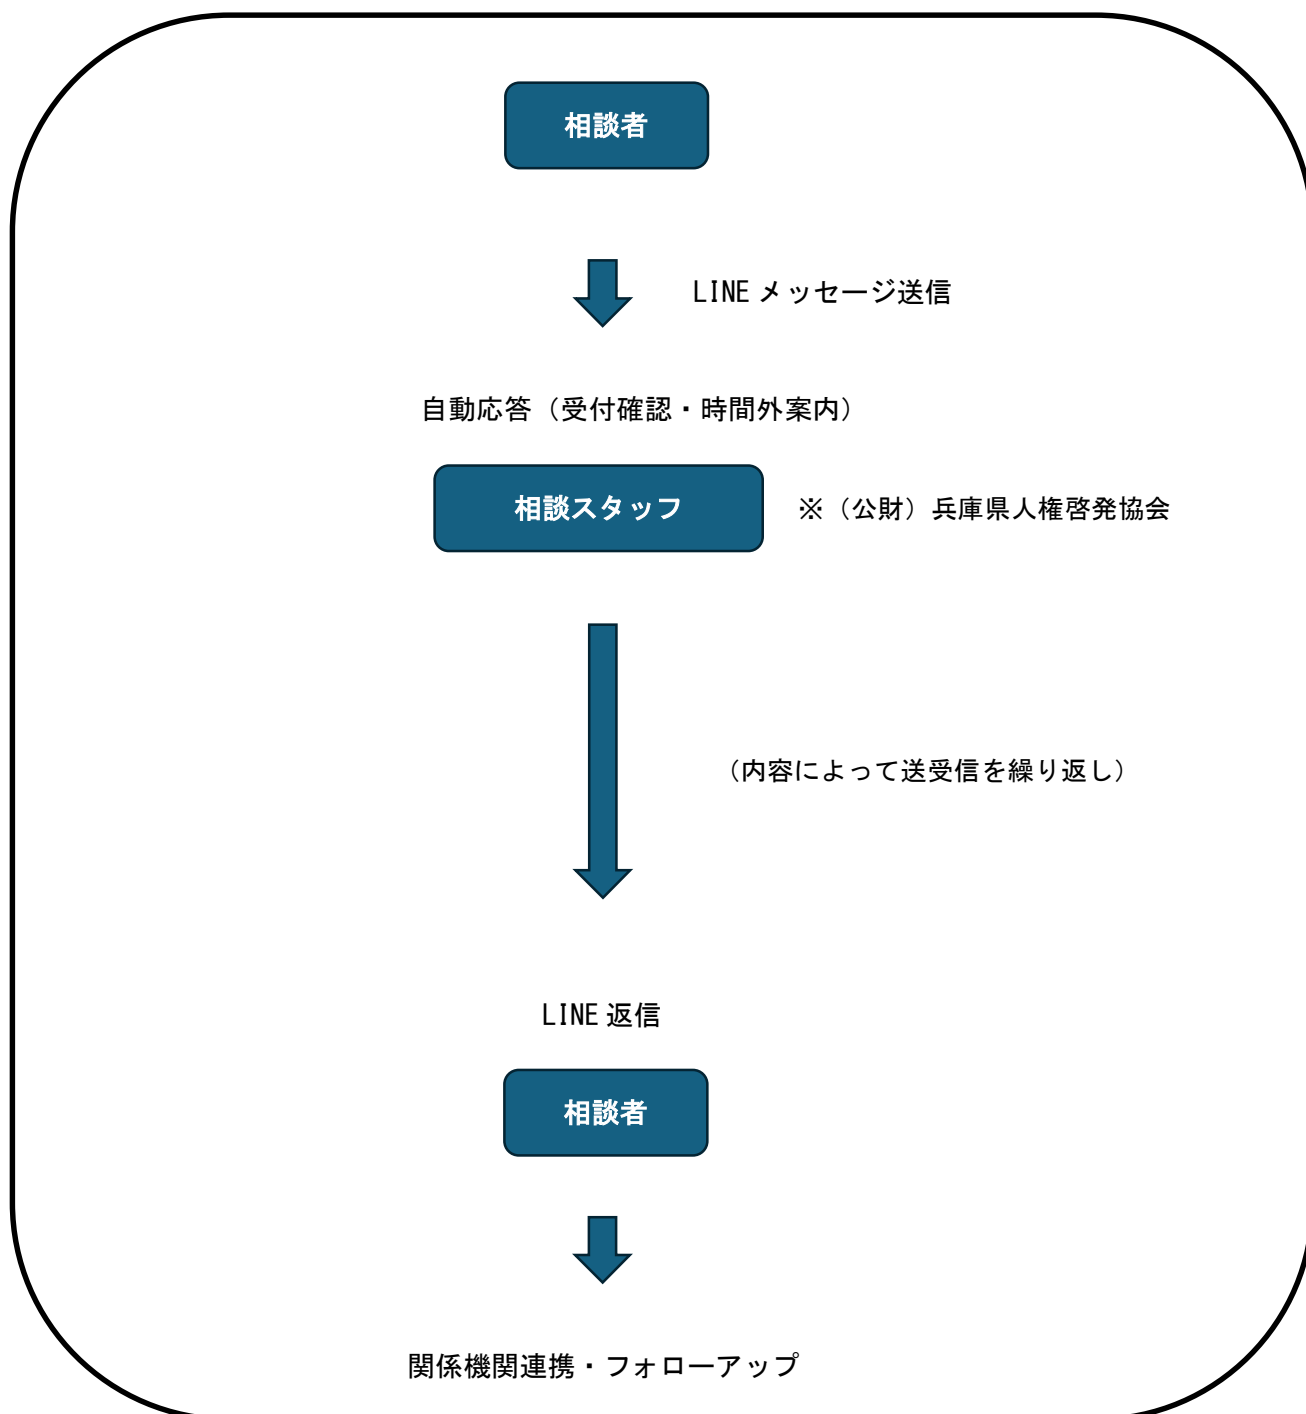 相談者
LINE メッセージ送信
自動応答（受付確認・時間外案内）
相談スタッフ
※（公財）兵庫県人権啓発協会
（内容によって送受信を繰り返し）
LINE 返信
相談者
関係機関連携・フォローアップ